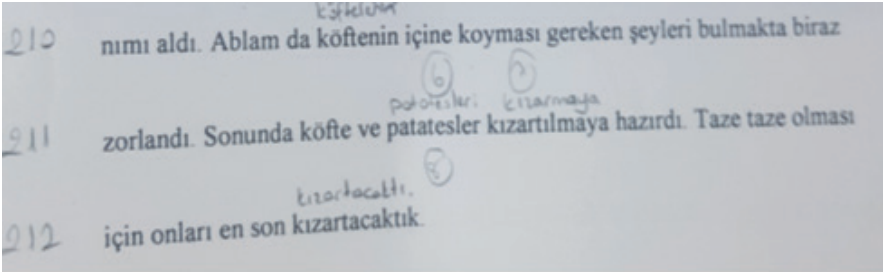 köftelerin
210 nımı aldı. Ablam da köftenin içine koyması gereken şeyleri bulmakta biraz
6 7
patatesleri kızarmaya
211 zorlandı. Sonunda köfte ve patatesler kızartılmaya hazırdı. Taze taze olması
8
kızartacaktı.
212 için onları en son kızartacaktık.